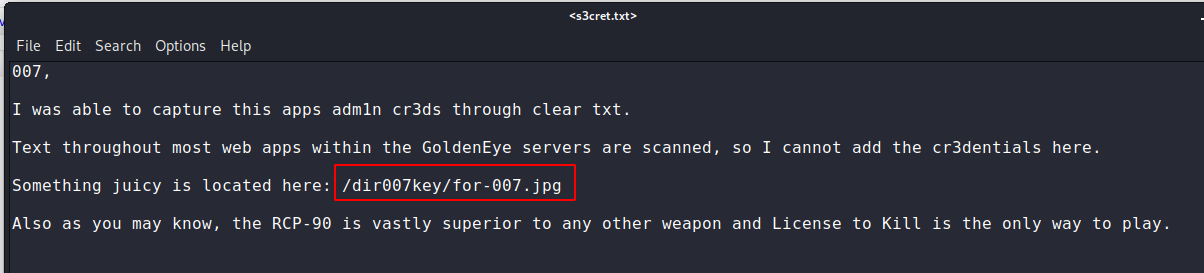 <s3cret.txt>
File Edit Search Options Help
007,
I was able to capture this apps adm1n cr3ds through clear txt.
Text throughout most web apps within the GoldenEye servers are scanned, so I cannot add the cr3dentials here.
Something juicy is located here: /dir007key/for-007.jpg
Also as you may know, the RCP-90 is vastly superior to any other weapon and License to Kill is the only way to play.